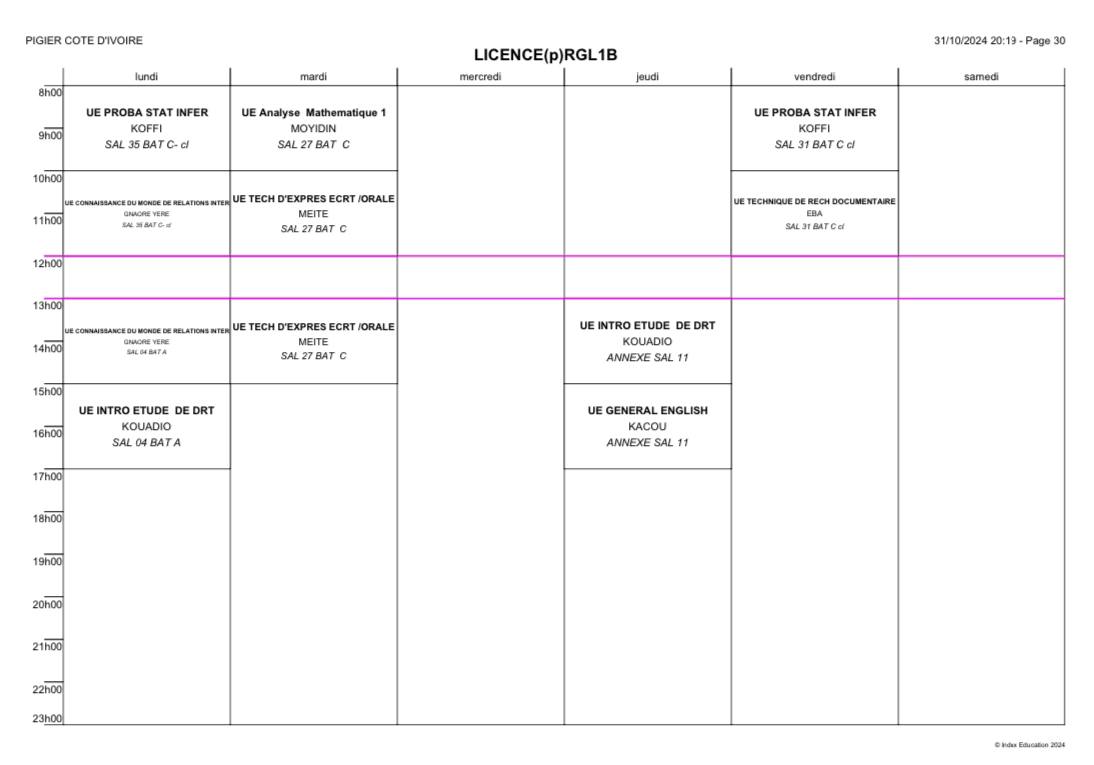 PIGIER COTE D'IVOIRE
31/10/2024 20:19 - Page 30
LICENCE(p)RGL1B
lundi
mardi
mercredi
jeudi
vendredi
samedi
8h00
UE PROBA STAT INFER
KOFFI
SAL 35 BAT C- cl
UE Analyse Mathematique 1
MOYIDIN
SAL 27 BAT C
UE PROBA STAT INFER
KOFFI
SAL 31 BAT C cl
9h00
10h00
UE CONNAISSANCE DU MONDE DE RELATIONS INTER
GNAORE YERE
SAL 35 BAT C- cl
UE TECH D'EXPRES ECRT /ORALE
MEITE
SAL 27 BAT C
UE TECHNIQUE DE RECH DOCUMENTAIRE
EBA
SAL 31 BAT C cl
11h00
12h00
13h00
UE CONNAISSANCE DU MONDE DE RELATIONS INTER
GNAORE YERE
SAL 04 BAT A
UE TECH D'EXPRES ECRT /ORALE
MEITE
SAL 27 BAT C
UE INTRO ETUDE DE DRT
KOUADIO
ANNEXE SAL 11
14h00
15h00
UE INTRO ETUDE DE DRT
KOUADIO
SAL 04 BAT A
UE GENERAL ENGLISH
KACOU
ANNEXE SAL 11
16h00
17h00
18h00
19h00
20h00
21h00
22h00
23h00
© Index Education 2024